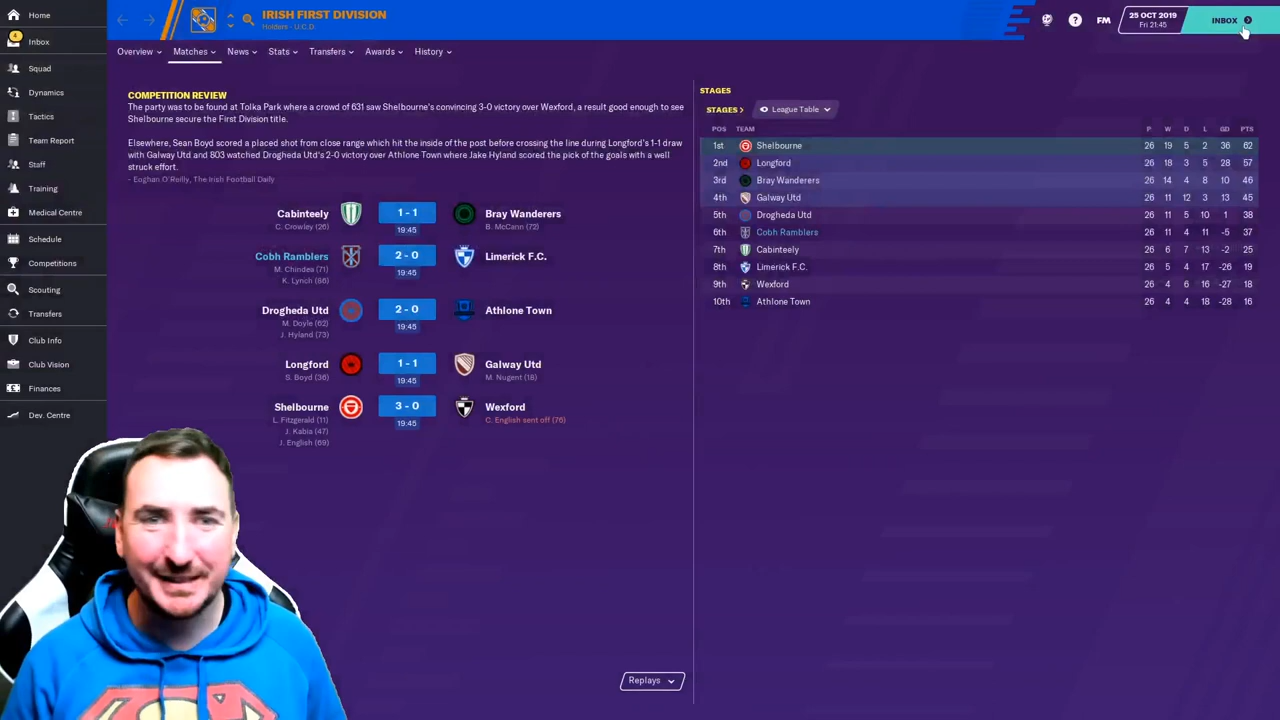 Home
4
Inbox
Squad
Dynamics
Tactics
Team Report
Staff
Training
Medical Centre
Schedule
Competitions
Scouting
Transfers
Club Info
Club Vision
Finances
Dev. Centre
IRISH FIRST DIVISION
Holders - U.C.D.
? FM
25 OCT 2019
Fri 21:45
INBOX
Overview Matches News Stats Transfers Awards History
COMPETITION REVIEW
The party was to be found at Tolka Park where a crowd of 631 saw Shelbourne's convincing 3-0 victory over Wexford, a result good enough to see
Shelbourne secure the First Division title.
Elsewhere, Sean Boyd scored a placed shot from close range which hit the inside of the post before crossing the line during Longford's 1-1 draw
with Galway Utd and 803 watched Drogheda Utd's 2-0 victory over Athlone Town where Jake Hyland scored the pick of the goals with a well
struck effort.
- Eoghan O'Reilly, The Irish Football Daily
Cabinteely 1 - 1 Bray Wanderers
C. Crowley (26) 19:45 B. McCann (72)
Cobh Ramblers 2 - 0 Limerick F.C.
M. Chindea (71) 19:45
K. Lynch (86)
Drogheda Utd 2 - 0 Athlone Town
M. Doyle (62) 19:45
J. Hyland (73)
Longford 1 - 1 Galway Utd
S. Boyd (36) 19:45 M. Nugent (18)
Shelbourne 3 - 0 Wexford
L. Fitzgerald (11) 19:45 C. English sent off (76)
J. Kabia (47)
J. English (69)
Replays
STAGES
STAGES > League Table
POS TEAM P W D L GD PTS
1st Shelbourne 26 19 5 2 36 62
2nd Longford 26 18 3 5 28 57
3rd Bray Wanderers 26 14 4 8 10 46
4th Galway Utd 26 11 12 3 13 45
5th Drogheda Utd 26 11 5 10 1 38
6th Cobh Ramblers 26 11 4 11 -5 37
7th Cabinteely 26 6 7 13 -2 25
8th Limerick F.C. 26 5 4 17 -26 19
9th Wexford 26 4 6 16 -27 18
10th Athlone Town 26 4 4 18 -28 16